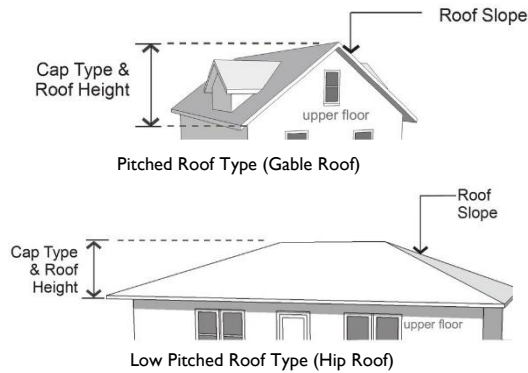 Roof Slope
Cap Type &
Roof Height
upper floor
Pitched Roof Type (Gable Roof)
Roof
Slope
Cap Type
& Roof
Height
upper floor
Low Pitched Roof Type (Hip Roof)